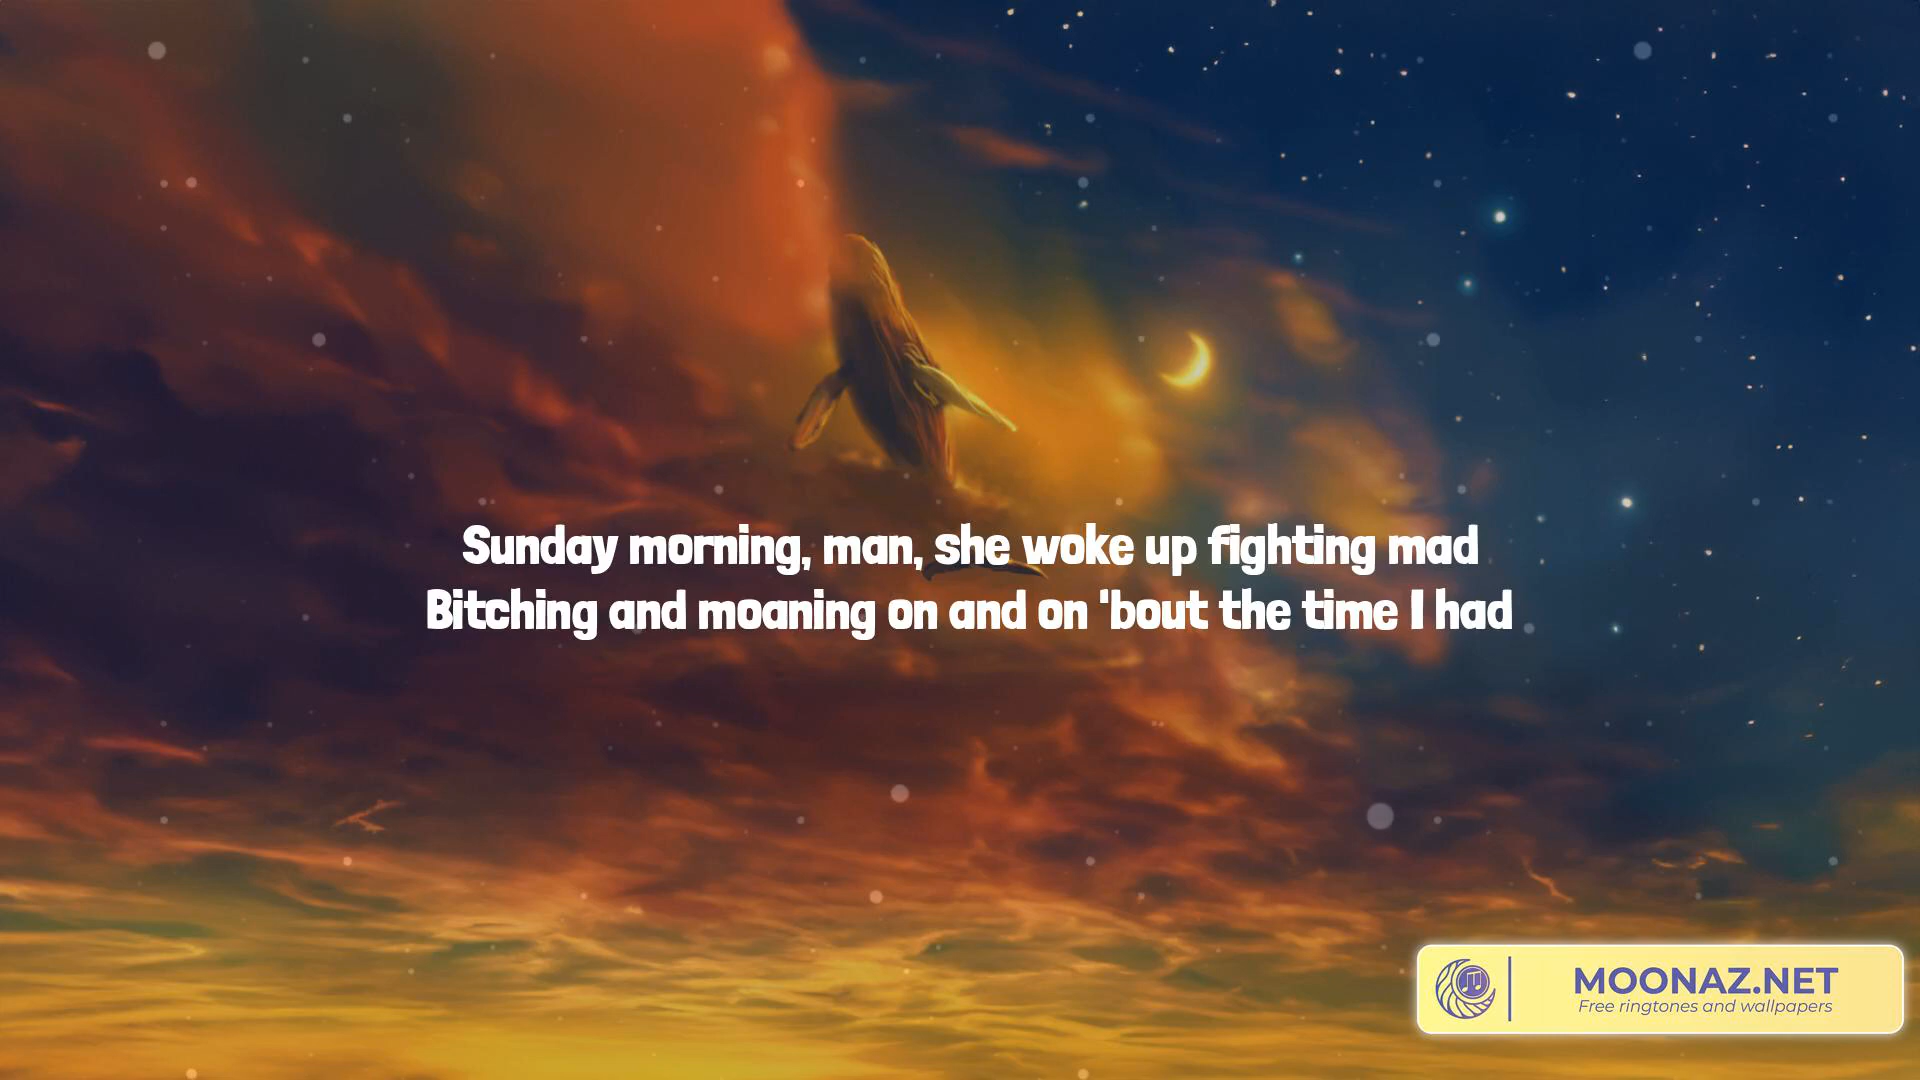 Sunday morning, man, she woke up fighting mad
Bitching and moaning on and on 'bout the time I had
MOONAZ.NET
Free ringtones and wallpapers